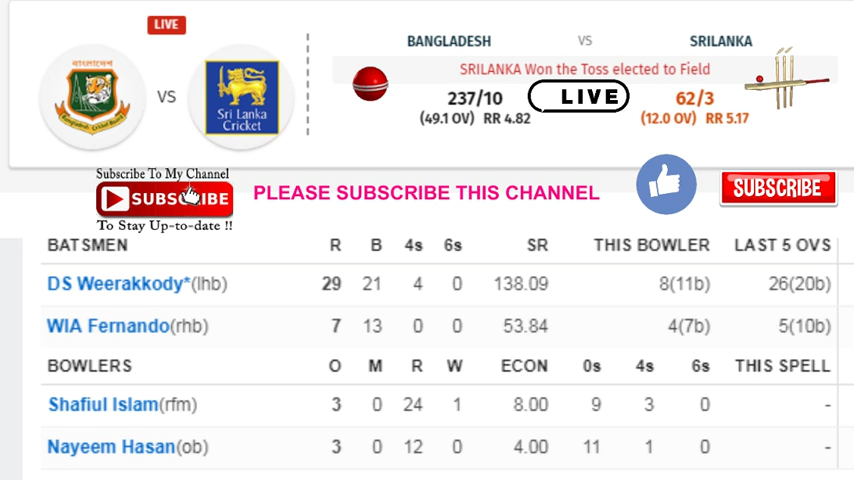 LIVE
BANGLADESH VS SRILANKA
SRILANKA Won the Toss elected to Field
VS
237/10 LIVE 62/3
(49.1 OV) RR 4.82 (12.0 OV) RR 5.17
Sri Lanka
Cricket
বাংলাদেশ
Bangladesh Cricket Board
Subscribe To My Channel
SUBSCRIBE
To Stay Up-to-date !!
PLEASE SUBSCRIBE THIS CHANNEL
SUBSCRIBE
BATSMEN R B 4s 6s SR THIS BOWLER LAST 5 OVS
DS Weerakkody*(lhb) 29 21 4 0 138.09 8(11b) 26(20b)
WIA Fernando(rhb) 7 13 0 0 53.84 4(7b) 5(10b)
BOWLERS O M R W ECON 0s 4s 6s THIS SPELL
Shafiul Islam(rfm) 3 0 24 1 8.00 9 3 0 -
Nayeem Hasan(ob) 3 0 12 0 4.00 11 1 0 -